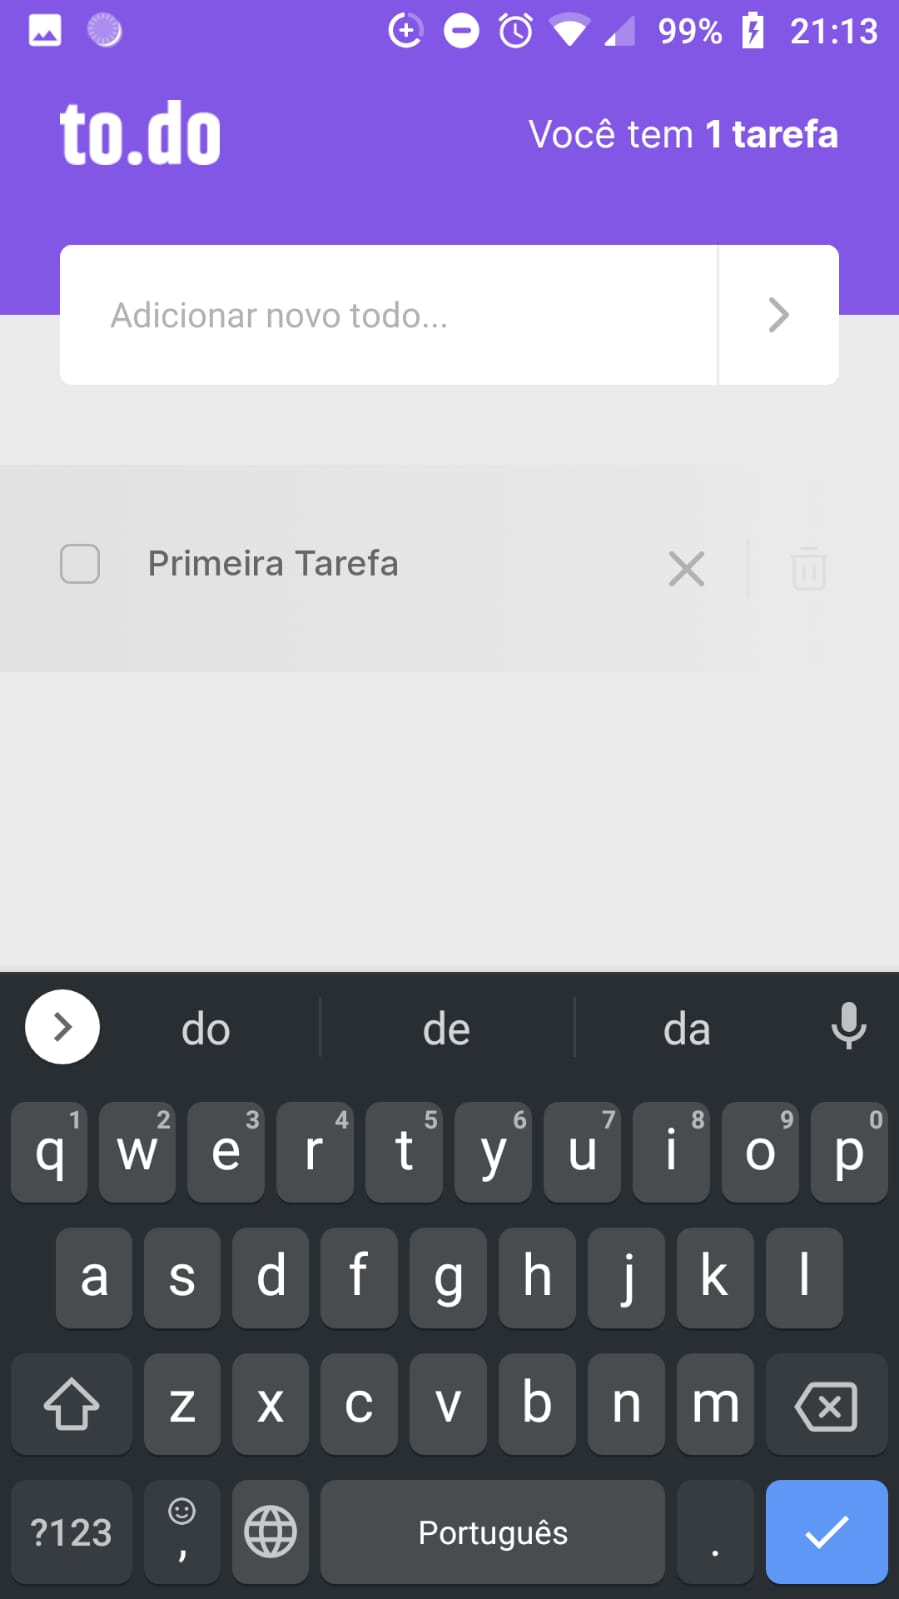 99% 21:13
to.do Você tem 1 tarefa
Adicionar novo todo...
Primeira Tarefa
do de da
1 2 3 4 5 6 7 8 9 0
q w e r t y u i o p
a s d f g h j k l
z x c v b n m
?123 , Português .